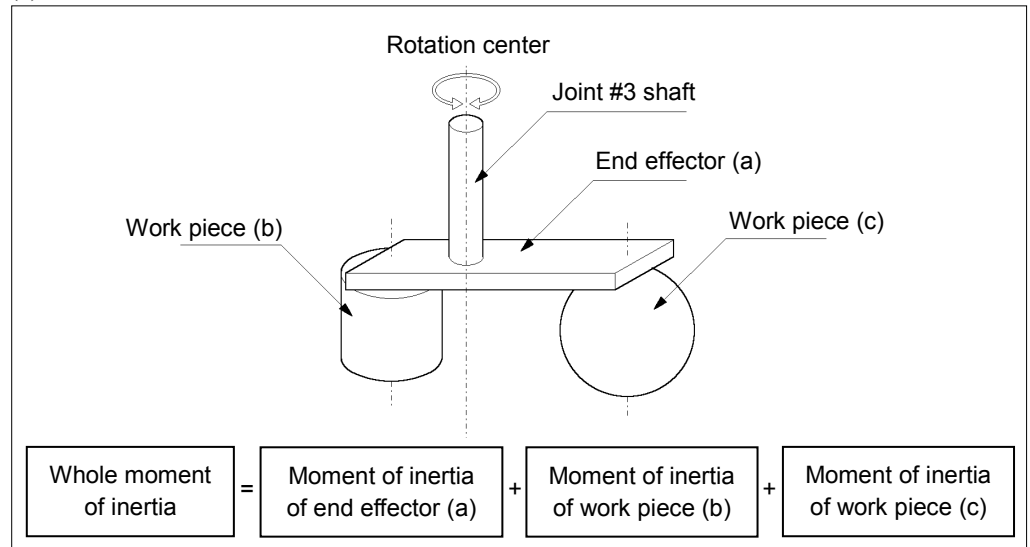 Rotation center
Joint #3 shaft
End effector (a)
Work piece (b)
Work piece (c)
Whole moment
of inertia
=
Moment of inertia
of end effector (a)
+
Moment of inertia
of work piece (b)
+
Moment of inertia
of work piece (c)